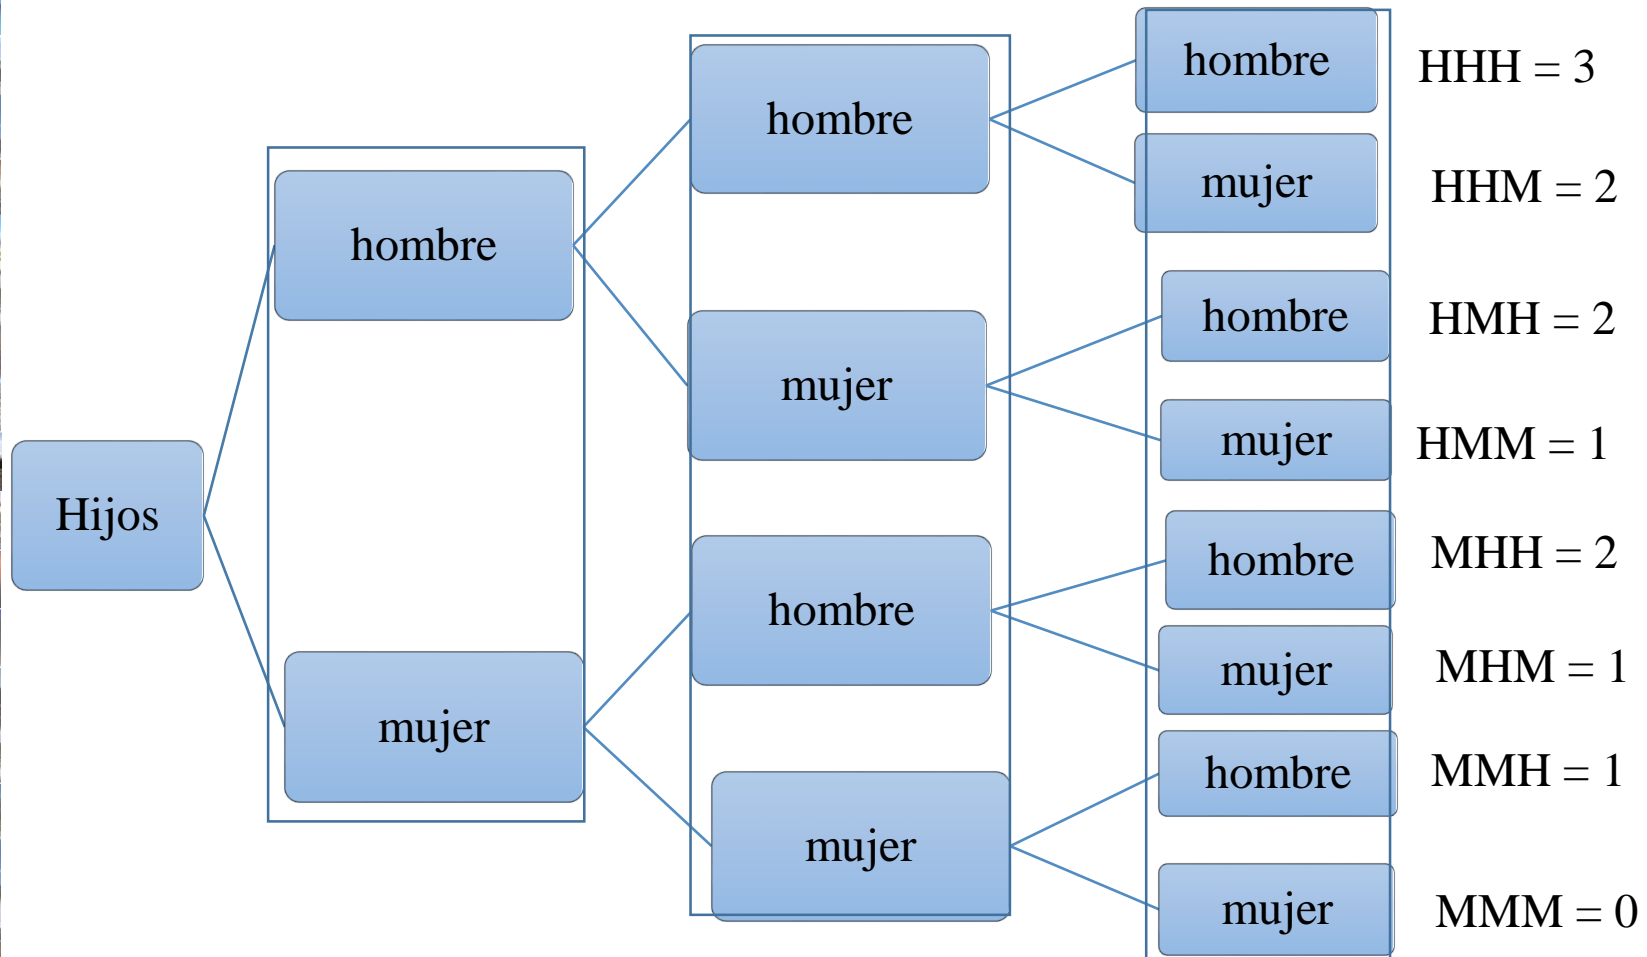 Hijos
hombre
mujer
hombre
mujer
hombre
mujer
hombre
mujer
hombre
mujer
hombre
mujer
hombre
mujer
HHH = 3
HHM = 2
HMH = 2
HMM = 1
MHH = 2
MHM = 1
MMH = 1
MMM = 0